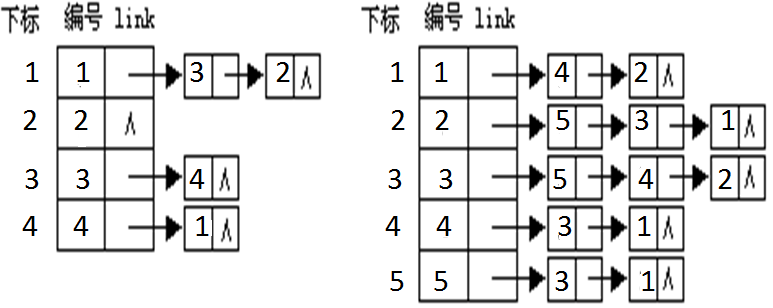 下标 编号 link
1 1 3 2 ∧
2 2 ∧
3 3 4 ∧
4 4 1 ∧
下标 编号 link
1 1 4 2 ∧
2 2 5 3 1 ∧
3 3 5 4 2 ∧
4 4 3 1 ∧
5 5 3 1 ∧